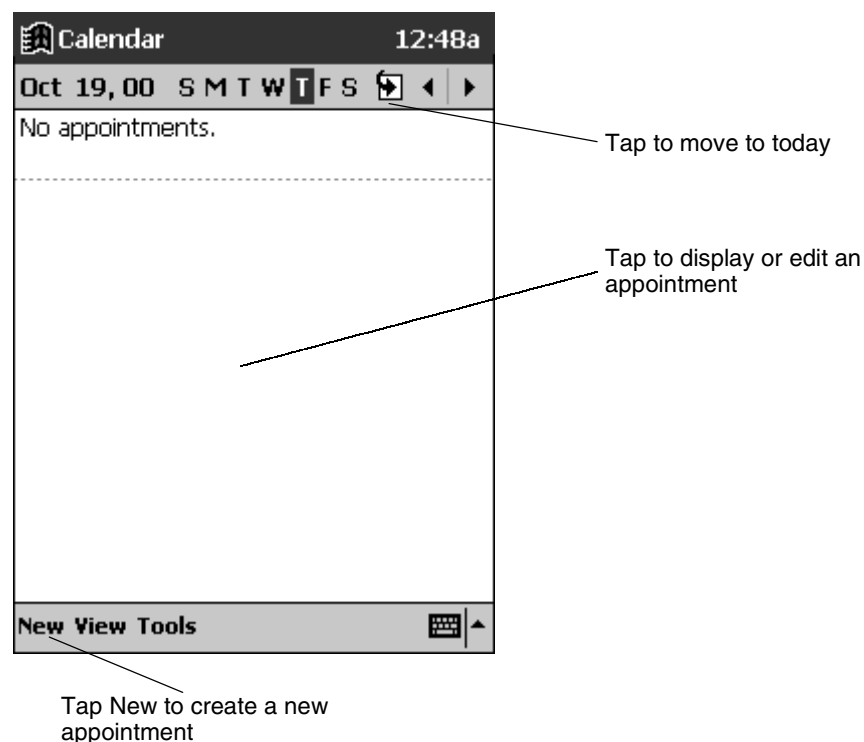 Calendar 12:48a
Oct 19, 00 S M T W T F S
No appointments.
Tap to move to today
Tap to display or edit an
appointment
New View Tools
Tap New to create a new
appointment